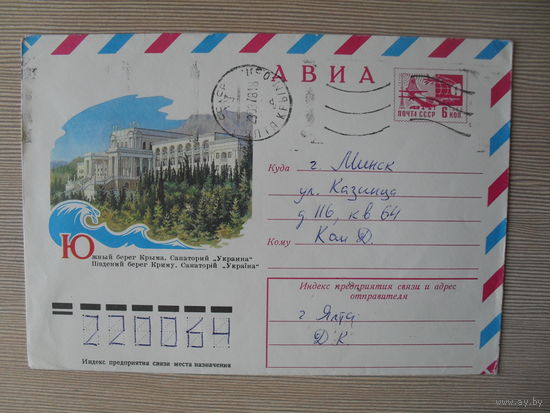 АВИА
ПОЧТА СССР 6 КОП
Куда г. Минск
ул. Казинца
д 116, кв 64
Кому Кац Д.
Южный берег Крыма. Санаторий „Украина“
Південний берег Криму. Санаторій „Україна“
Индекс предприятия связи и адрес
отправителя
г Ялта
Д К
220064
Индекс предприятия связи места назначения
www.ay.by